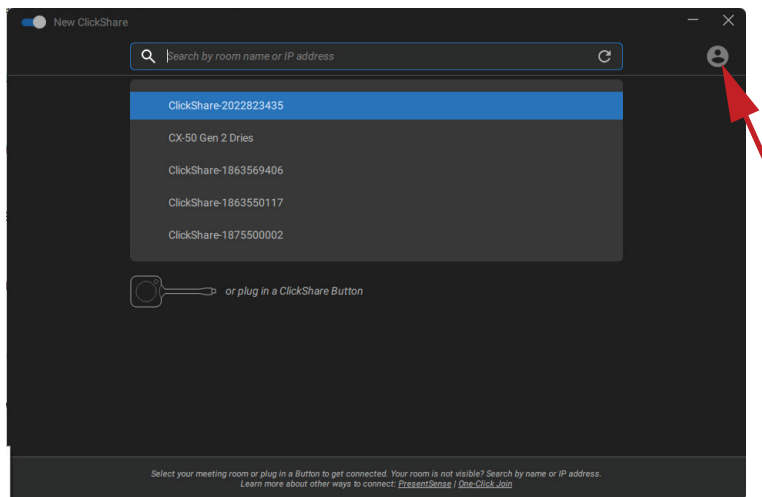 New ClickShare
Search by room name or IP address
ClickShare-2022823435
CX-50 Gen 2 Dries
ClickShare-1863569406
ClickShare-1863550117
ClickShare-1875500002
or plug in a ClickShare Button
Select your meeting room or plug in a Button to get connected. Your room is not visible? Search by name or IP address.
Learn more about other ways to connect: PresentSense | One-Click Join